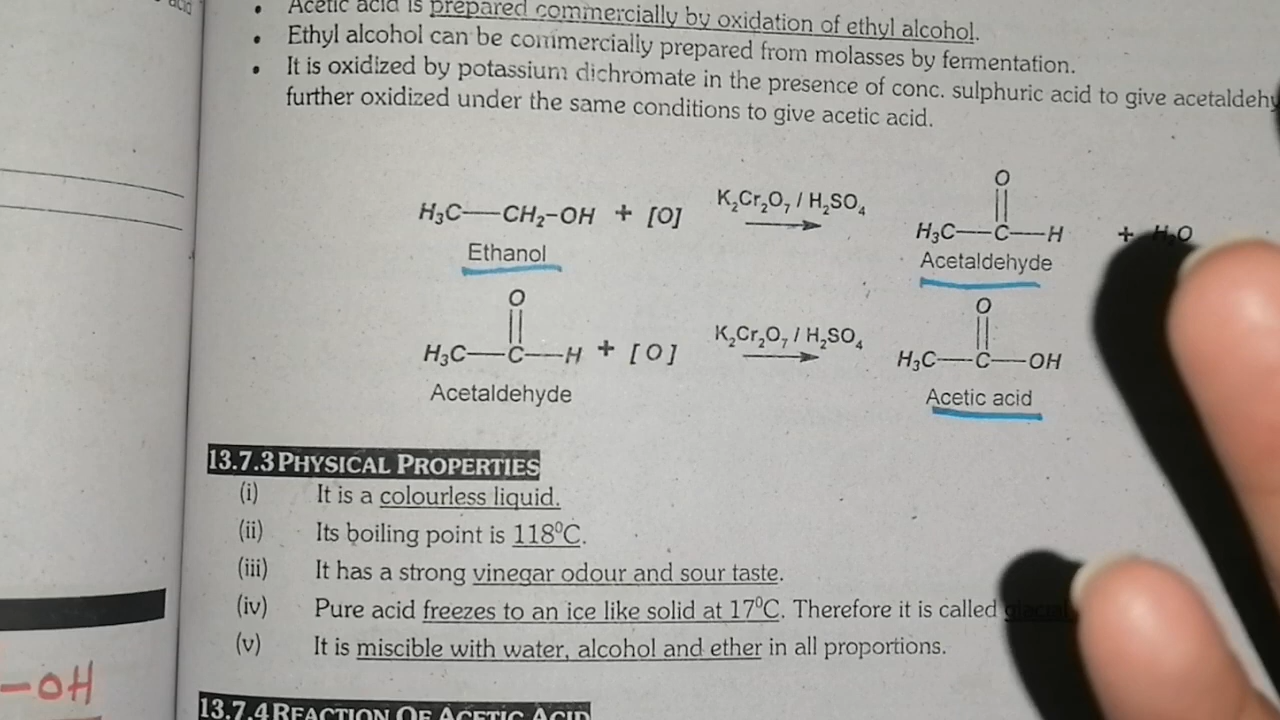 acid
Acetic acid is prepared commercially by oxidation of ethyl alcohol.
• Ethyl alcohol can be commercially prepared from molasses by fermentation.
• It is oxidized by potassium dichromate in the presence of conc. sulphuric acid to give acetaldehy
further oxidized under the same conditions to give acetic acid.
O
H₃C—CH₂-OH + [O] K₂Cr₂O₇ / H₂SO₄ → H₃C—C—H + H₂O
Ethanol Acetaldehyde
O O
H₃C—C—H + [O] K₂Cr₂O₇ / H₂SO₄ → H₃C—C—OH
Acetaldehyde Acetic acid
13.7.3 PHYSICAL PROPERTIES
(i) It is a colourless liquid.
(ii) Its boiling point is 118⁰C.
(iii) It has a strong vinegar odour and sour taste.
(iv) Pure acid freezes to an ice like solid at 17⁰C. Therefore it is called glacial
(v) It is miscible with water, alcohol and ether in all proportions.
–OH
13.7.4 REACTION OF ACETIC ACID